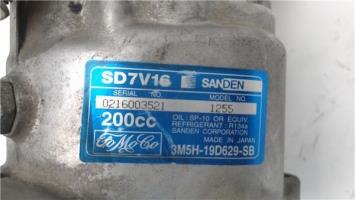 SD7V16 SANDEN
SERIAL NO. MODEL NO.
0216003521 1255
200cc OIL: SP-10 OR EQUIV.
REFRIGERANT: R134a
SANDEN CORPORATION
MADE IN JAPAN
FoMoCo 3M5H-19D629-SB